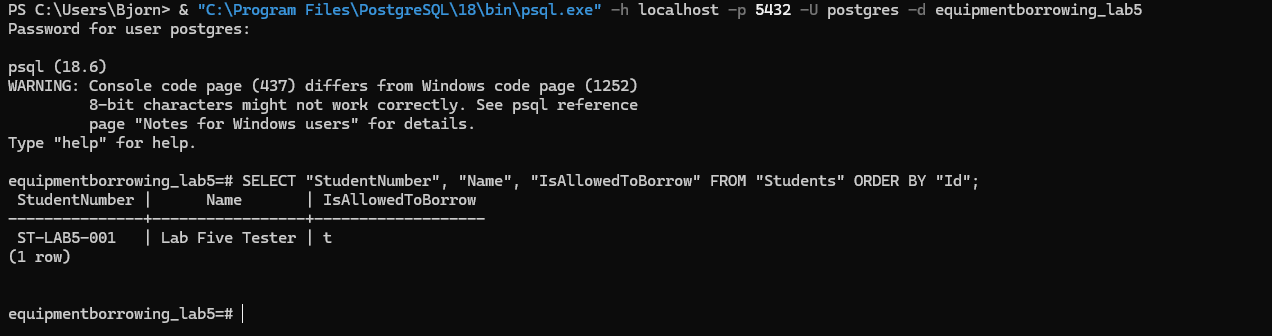 PS C:\Users\Bjorn> & "C:\Program Files\PostgreSQL\18\bin\psql.exe" -h localhost -p 5432 -U postgres -d equipmentborrowing_lab5
Password for user postgres:

psql (18.6)
WARNING: Console code page (437) differs from Windows code page (1252)
         8-bit characters might not work correctly. See psql reference
         page "Notes for Windows users" for details.
Type "help" for help.

equipmentborrowing_lab5=# SELECT "StudentNumber", "Name", "IsAllowedToBorrow" FROM "Students" ORDER BY "Id";
 StudentNumber |      Name       | IsAllowedToBorrow
---------------+-----------------+-------------------
 ST-LAB5-001   | Lab Five Tester | t
(1 row)


equipmentborrowing_lab5=#